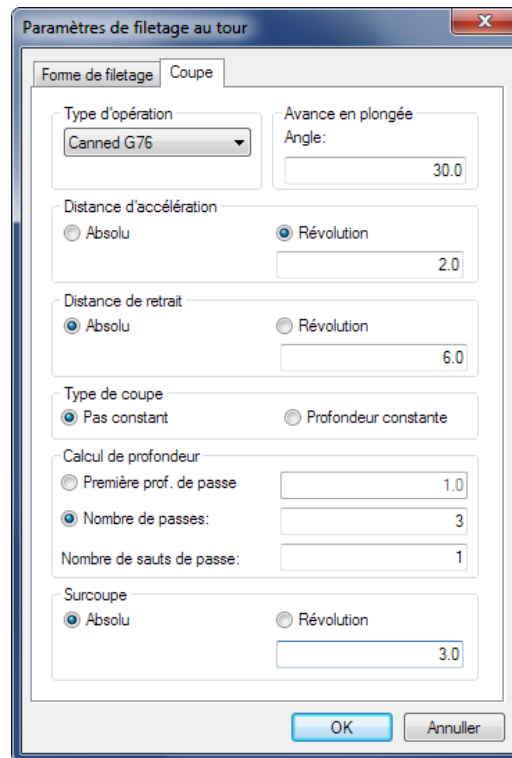 Paramètres de filetage au tour
Forme de filetage Coupe
Type d'opération
Canned G76
Avance en plongée
Angle:
30.0
Distance d'accélération
Absolu Révolution
2.0
Distance de retrait
Absolu Révolution
6.0
Type de coupe
Pas constant Profondeur constante
Calcul de profondeur
Première prof. de passe 1.0
Nombre de passes: 3
Nombre de sauts de passe: 1
Surcoupe
Absolu Révolution
3.0
OK Annuller